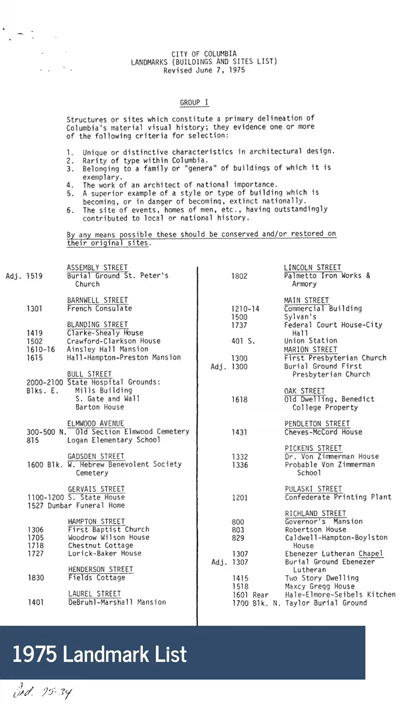 CITY OF COLUMBIA
LANDMARKS (BUILDINGS AND SITES LIST)
Revised June 7, 1975
GROUP I
Structures or sites which constitute a primary delineation of
Columbia's material visual history; they evidence one or more
of the following criteria for selection:
1. Unique or distinctive characteristics in architectural design.
2. Rarity of type within Columbia.
3. Belonging to a family or "genera" of buildings of which it is
exemplary.
4. The work of an architect of national importance.
5. A superior example of a style or type of building which is
becoming, or in danger of becoming, extinct nationally.
6. The site of events, homes of men, etc., having outstandingly
contributed to local or national history.
By any means possible these should be conserved and/or restored on
their original sites.
ASSEMBLY STREET
Adj. 1519 Burial Ground St. Peter's
Church
BARNWELL STREET
1301 French Consulate
BLANDING STREET
1419 Clarke-Shealy House
1502 Crawford-Clarkson House
1610-16 Ainsley Hall Mansion
1615 Hall-Hampton-Preston Mansion
BULL STREET
2000-2100 State Hospital Grounds:
Blks. E. Mills Building
S. Gate and Wall
Barton House
ELMWOOD AVENUE
300-500 N. Old Section Elmwood Cemetery
815 Logan Elementary School
GADSDEN STREET
1600 Blk. W. Hebrew Benevolent Society
Cemetery
GERVAIS STREET
1100-1200 S. State House
1527 Dunbar Funeral Home
HAMPTON STREET
1306 First Baptist Church
1705 Woodrow Wilson House
1718 Chestnut Cottage
1727 Lorick-Baker House
HENDERSON STREET
1830 Fields Cottage
LAUREL STREET
1401 DeBruhl-Marshall Mansion
LINCOLN STREET
1802 Palmetto Iron Works &
Armory
MAIN STREET
1210-14 Commercial Building
1500 Sylvan's
1737 Federal Court House-City
Hall
401 S. Union Station
MARION STREET
1300 First Presbyterian Church
Adj. 1300 Burial Ground First
Presbyterian Church
OAK STREET
1618 Old Dwelling, Benedict
College Property
PENDLETON STREET
1431 Cheves-McCord House
PICKENS STREET
1332 Dr. Von Zimmerman House
1336 Probable Von Zimmerman
School
PULASKI STREET
1201 Confederate Printing Plant
RICHLAND STREET
800 Governor's Mansion
803 Robertson House
829 Caldwell-Hampton-Boylston
House
1307 Ebenezer Lutheran Chapel
Adj. 1307 Burial Ground Ebenezer
Lutheran
1415 Two Story Dwelling
1518 Maxcy Gregg House
1601 Rear Hale-Elmore-Seibels Kitchen
1700 Blk. N. Taylor Burial Ground
1975 Landmark List
75-34